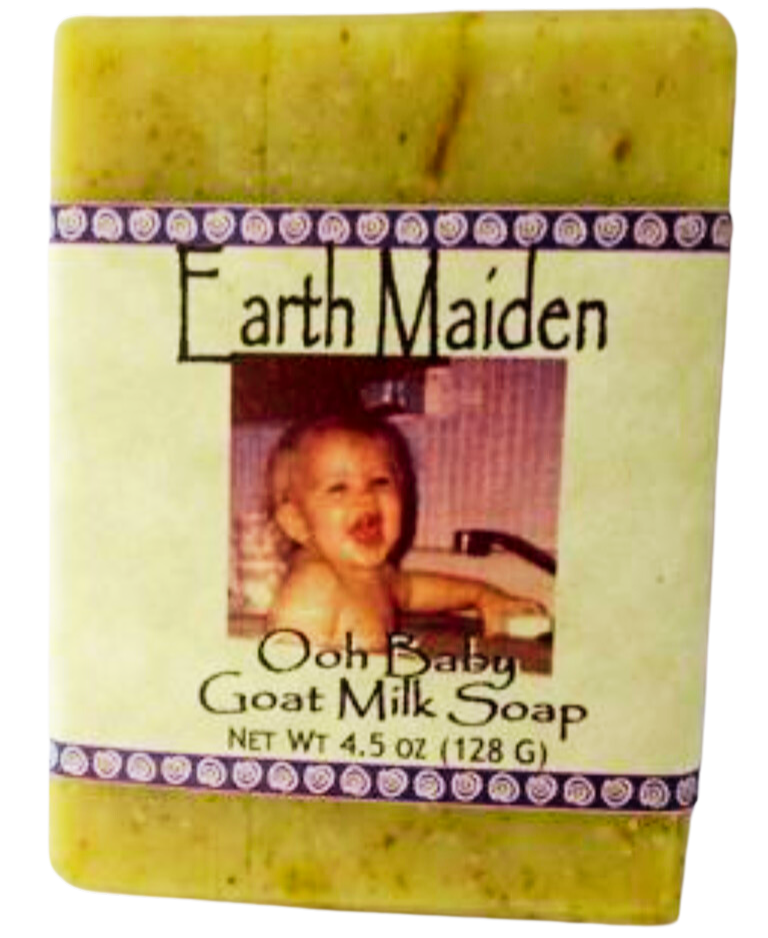 Earth Maiden
Ooh Baby
Goat Milk Soap
NET WT 4.5 OZ (128 G)